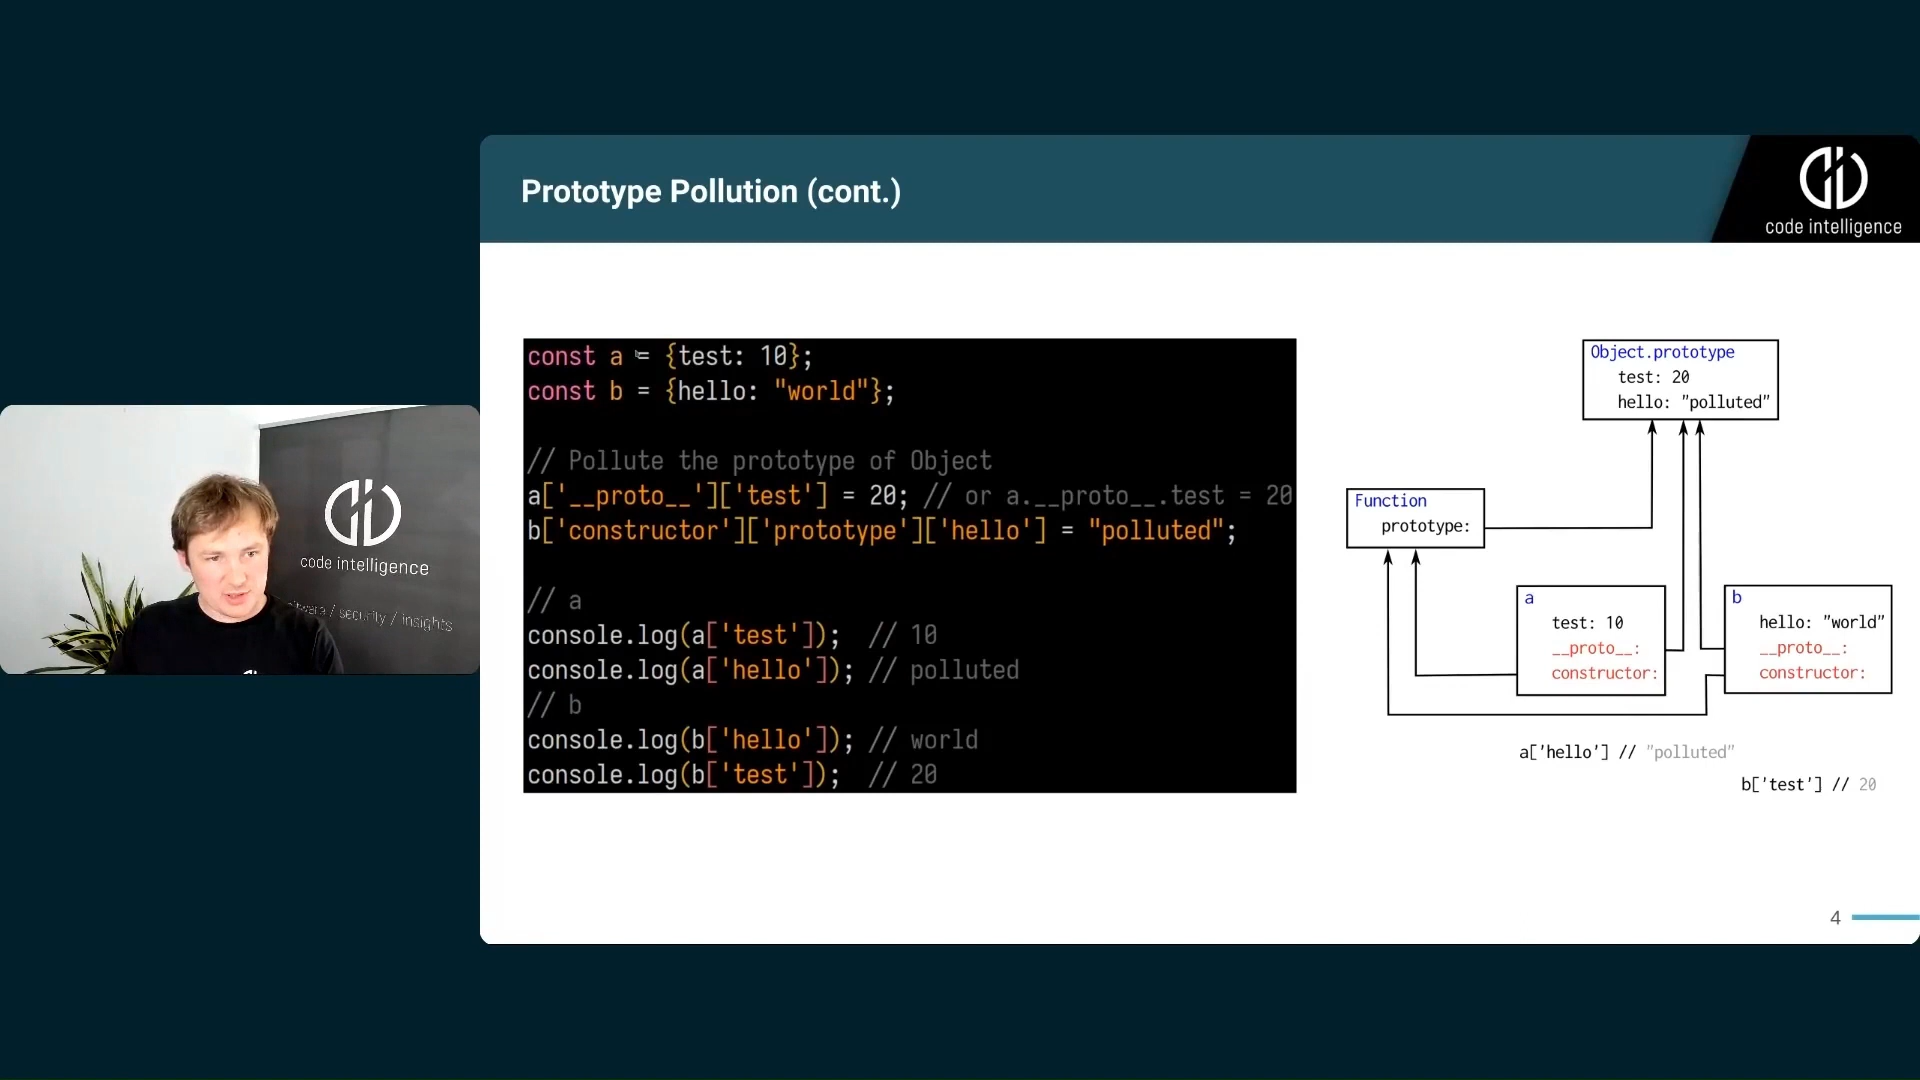 Prototype Pollution (cont.)
code intelligence
const a = {test: 10};
const b = {hello: "world"};
// Pollute the prototype of Object
a['__proto__']['test'] = 20; // or a.__proto__.test = 20
b['constructor']['prototype']['hello'] = "polluted";
// a
console.log(a['test']);  // 10
console.log(a['hello']); // polluted
// b
console.log(b['hello']); // world
console.log(b['test']);  // 20
Object.prototype
test: 20
hello: "polluted"
Function
prototype:
a
test: 10
__proto__:
constructor:
b
hello: "world"
__proto__:
constructor:
a['hello'] // "polluted"
b['test'] // 20
4
code intelligence
/ security / insights